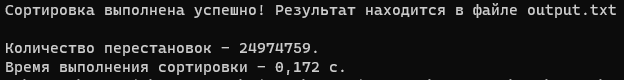 Сортировка выполнена успешно! Результат находится в файле output.txt
Количество перестановок – 24974759.
Время выполнения сортировки – 0,172 с.